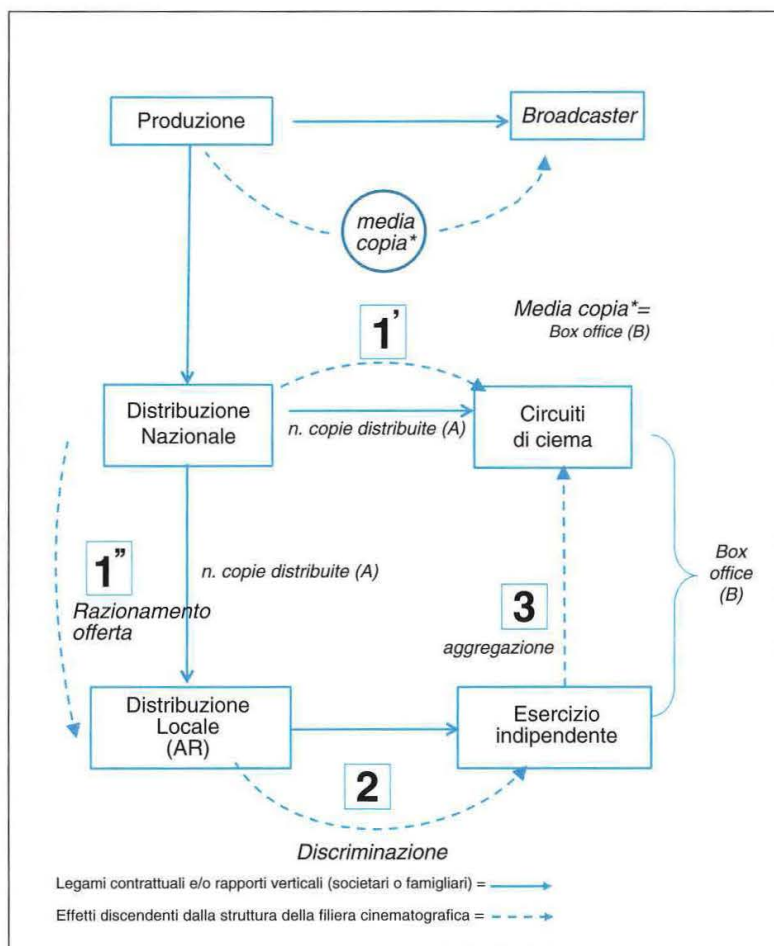 Produzione
Broadcaster
media
copia*
1'
Media copia*=
Box office (B)
Distribuzione
Nazionale
n. copie distribuite (A)
Circuiti
di ciema
1"
Razionamento
offerta
n. copie distribuite (A)
3
aggregazione
Box
office
(B)
Distribuzione
Locale
(AR)
Esercizio
indipendente
2
Discriminazione
Legami contrattuali e/o rapporti verticali (societari o famigliari) =
Effetti discendenti dalla struttura della filiera cinematografica =